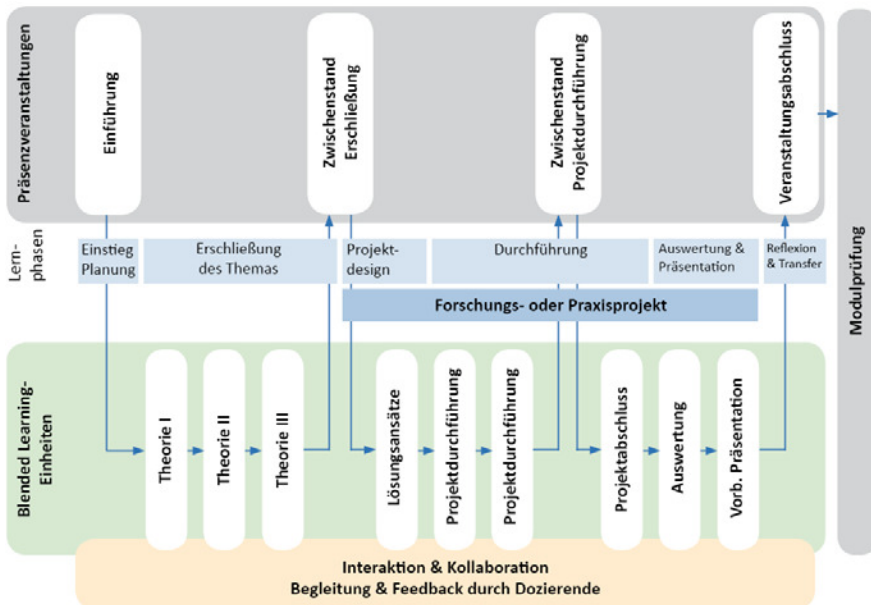 Präsenzveranstaltungen
Einführung
Zwischenstand
Erschließung
Zwischenstand
Projektdurchführung
Veranstaltungsabschluss
Modulprüfung
Lern-
phasen
Einstieg
Planung
Erschließung
des Themas
Projekt-
design
Durchführung
Auswertung &
Präsentation
Reflexion
& Transfer
Forschungs- oder Praxisprojekt
Blended Learning-
Einheiten
Theorie I
Theorie II
Theorie III
Lösungsansätze
Projektdurchführung
Projektdurchführung
Projektabschluss
Auswertung
Vorb. Präsentation
Interaktion & Kollaboration
Begleitung & Feedback durch Dozierende